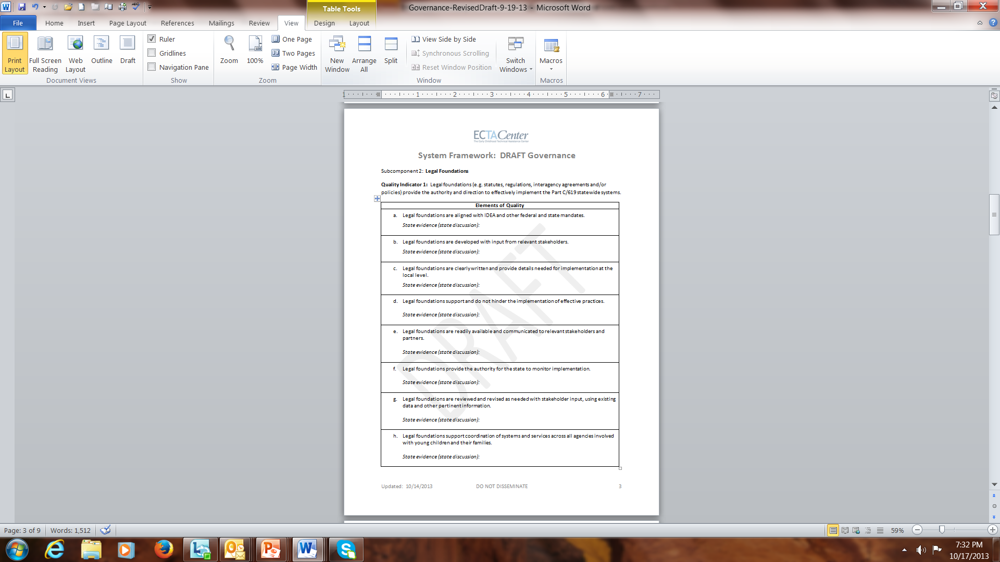 Table Tools
Governance-RevisedDraft-9-19-13 - Microsoft Word
File Home Insert Page Layout References Mailings Review View Design Layout
Print Layout
Full Screen Reading
Web Layout
Outline
Draft
Document Views
Ruler
Gridlines
Navigation Pane
Show
Zoom
100%
One Page
Two Pages
Page Width
Zoom
New Window
Arrange All
Split
View Side by Side
Synchronous Scrolling
Reset Window Position
Window
Switch Windows
Macros
Macros
1 1 2 3 4 5 6 7
ECTACenter
The Early Childhood Technical Assistance Center
System Framework: DRAFT Governance
Subcomponent 2: Legal Foundations
Quality Indicator 1: Legal foundations (e.g. statutes, regulations, interagency agreements and/or
policies) provide the authority and direction to effectively implement the Part C/619 statewide systems.
Elements of Quality
a. Legal foundations are aligned with IDEA and other federal and state mandates.
State evidence (state discussion):
b. Legal foundations are developed with input from relevant stakeholders.
State evidence (state discussion):
c. Legal foundations are clearly written and provide details needed for implementation at the
local level.
State evidence (state discussion):
d. Legal foundations support and do not hinder the implementation of effective practices.
State evidence (state discussion):
e. Legal foundations are readily available and communicated to relevant stakeholders and
partners.
State evidence (state discussion):
f. Legal foundations provide the authority for the state to monitor implementation.
State evidence (state discussion):
g. Legal foundations are reviewed and revised as needed with stakeholder input, using existing
data and other pertinent information.
State evidence (state discussion):
h. Legal foundations support coordination of systems and services across all agencies involved
with young children and their families.
State evidence (state discussion):
DRAFT
Updated: 10/14/2013 DO NOT DISSEMINATE 3
Page: 3 of 9 Words: 1,512 59%
7:32 PM
10/17/2013